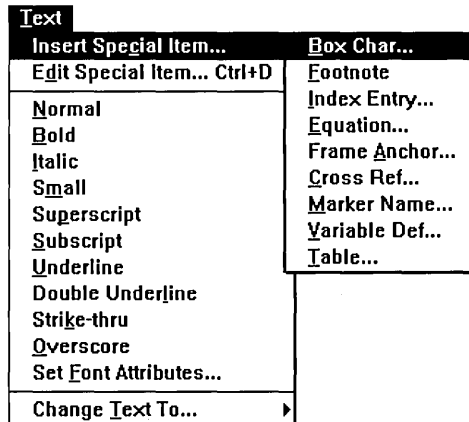 Text
Insert Special Item...
Edit Special Item... Ctrl+D
Normal
Bold
Italic
Small
Superscript
Subscript
Underline
Double Underline
Strike-thru
Overscore
Set Font Attributes...
Change Text To...
Box Char...
Footnote
Index Entry...
Equation...
Frame Anchor...
Cross Ref...
Marker Name...
Variable Def...
Table...